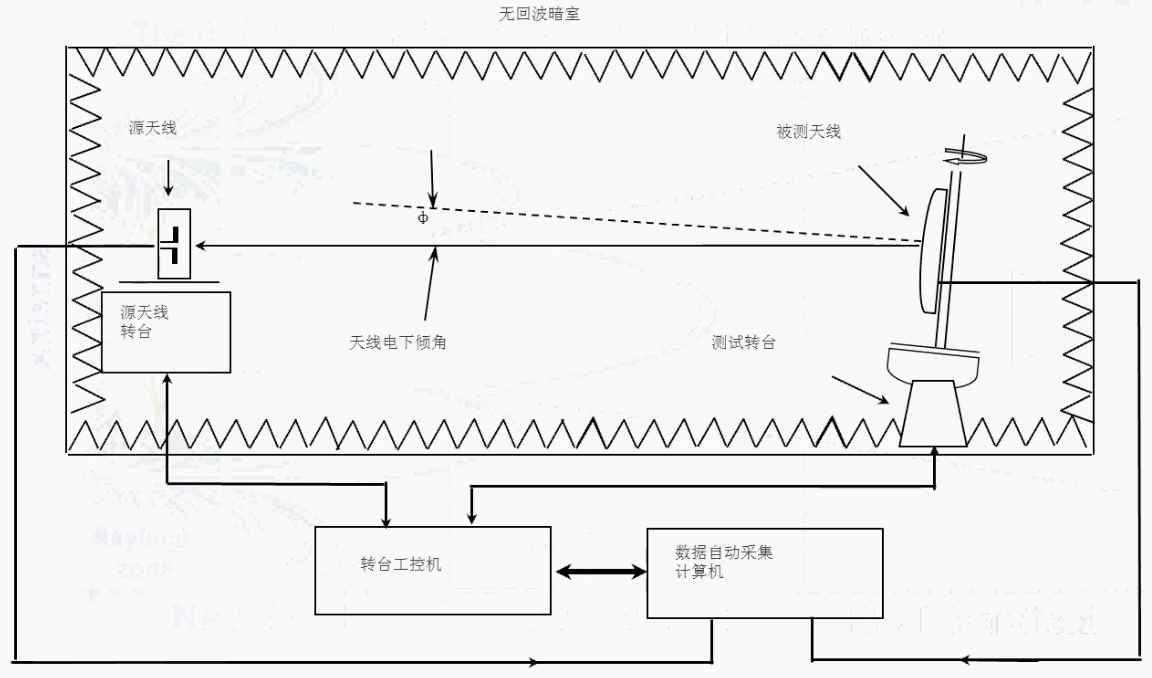 无回波暗室
源天线
被测天线
ϕ
源天线
转台
天线电下倾角
测试转台
转台工控机
数据自动采集
计算机